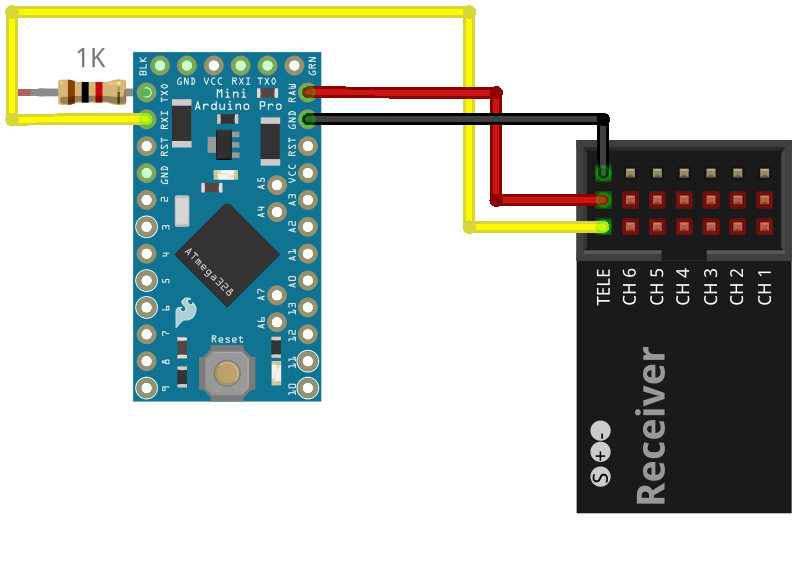 1K
BLK
GND VCC RXI TXO
GRN
Mini
Arduino Pro
TXO
RXI
RST
GND
2
3
4
5
6
7
8
9
RAW
GND
RST
VCC
A3
A2
A1
A0
13
12
11
10
A5
A4
A7
A6
ATmega328
Reset
TELE
CH 6
CH 5
CH 4
CH 3
CH 2
CH 1
Receiver
S + -